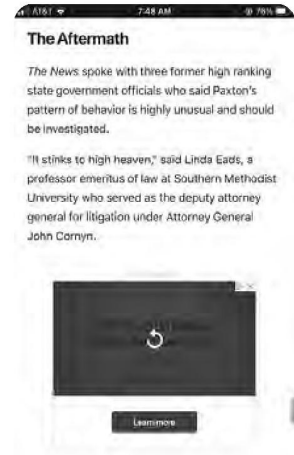 AT&T 7:48 AM 76%
The Aftermath
The News spoke with three former high ranking
state government officials who said Paxton's
pattern of behavior is highly unusual and should
be investigated.
"It stinks to high heaven," said Linda Eads, a
professor emeritus of law at Southern Methodist
University who served as the deputy attorney
general for litigation under Attorney General
John Cornyn.
Learn more